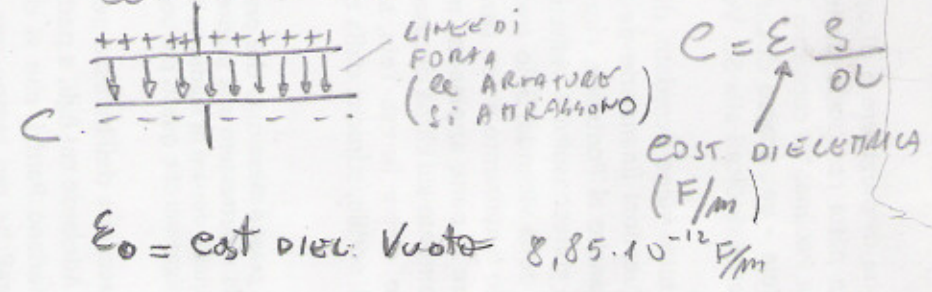 + + + + + + + + + + +
LINEE DI
FORZA
(le ARMATURE
si ATTRAGGONO)
C = ε S/d
C
- - - - - - -
COST DIELETTRICA
(F/m)
ε₀ = cost DIEL. Vuoto 8,85·10⁻¹² F/m